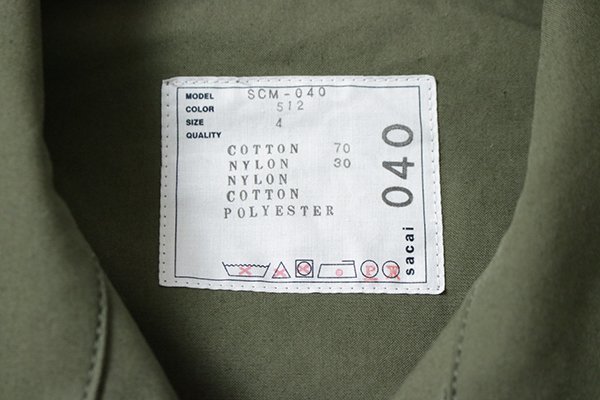 MODEL SCM-040
COLOR 512
SIZE 4
QUALITY
COTTON 70
NYLON 30
NYLON
COTTON
POLYESTER
040
sacai
P